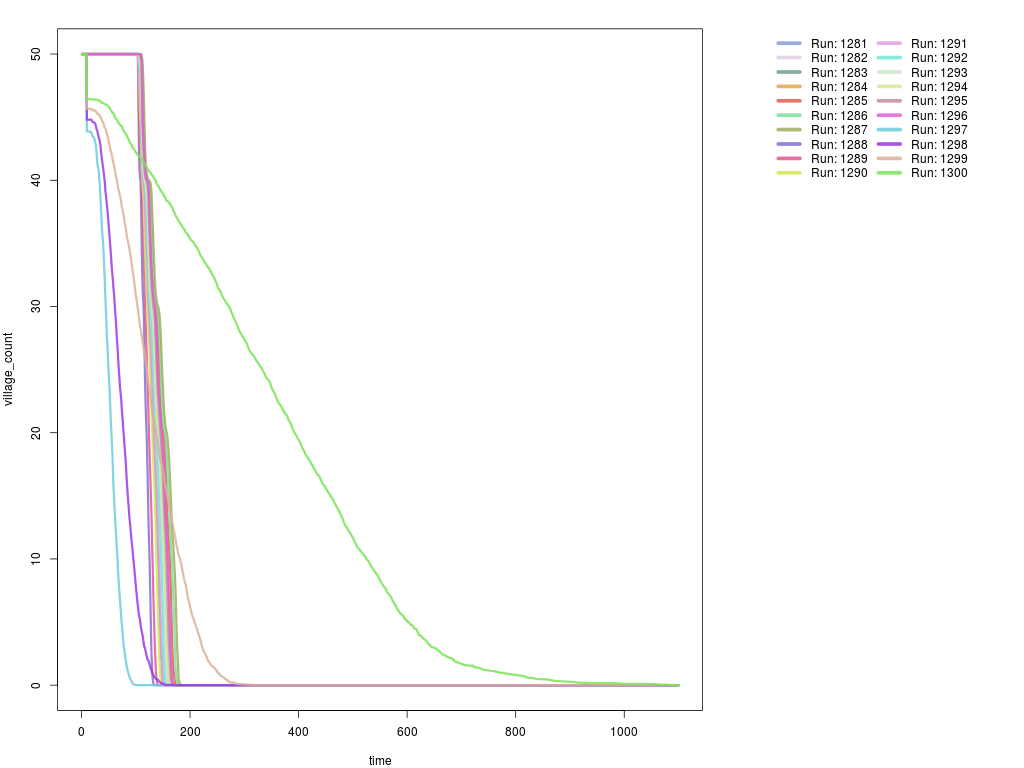 50
40
30
20
10
0
village_count
0 200 400 600 800 1000
time
Run: 1281 Run: 1291
Run: 1282 Run: 1292
Run: 1283 Run: 1293
Run: 1284 Run: 1294
Run: 1285 Run: 1295
Run: 1286 Run: 1296
Run: 1287 Run: 1297
Run: 1288 Run: 1298
Run: 1289 Run: 1299
Run: 1290 Run: 1300